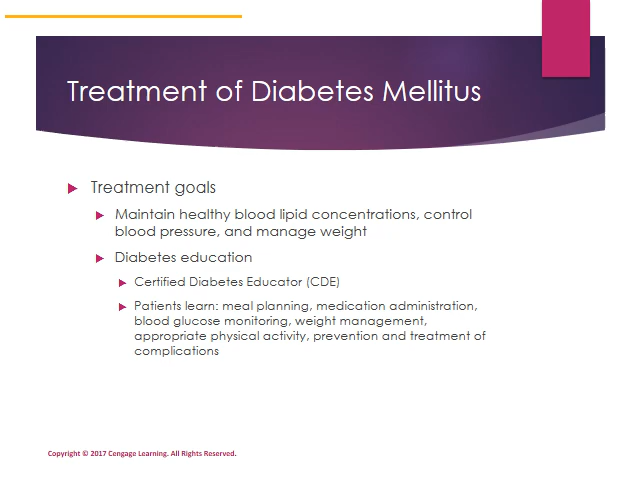 Treatment of Diabetes Mellitus
Treatment goals
Maintain healthy blood lipid concentrations, control
blood pressure, and manage weight
Diabetes education
Certified Diabetes Educator (CDE)
Patients learn: meal planning, medication administration,
blood glucose monitoring, weight management,
appropriate physical activity, prevention and treatment of
complications
Copyright © 2017 Cengage Learning. All Rights Reserved.